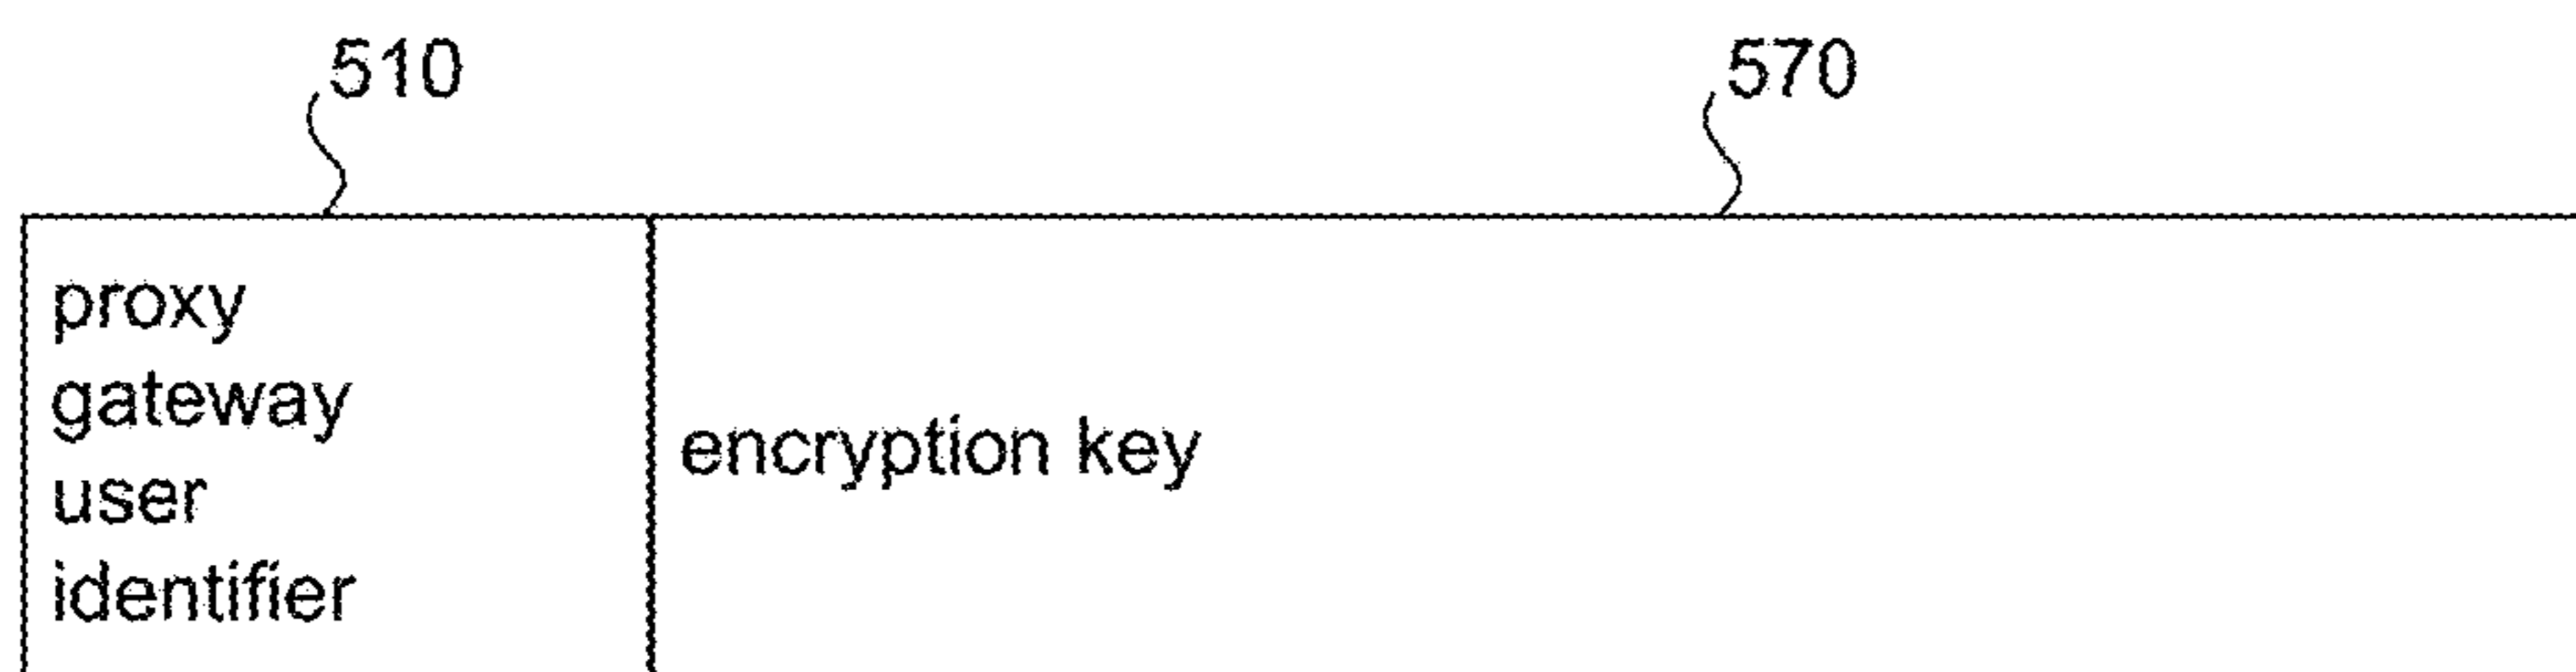 510
570
proxy
gateway
user
identifier
encryption key